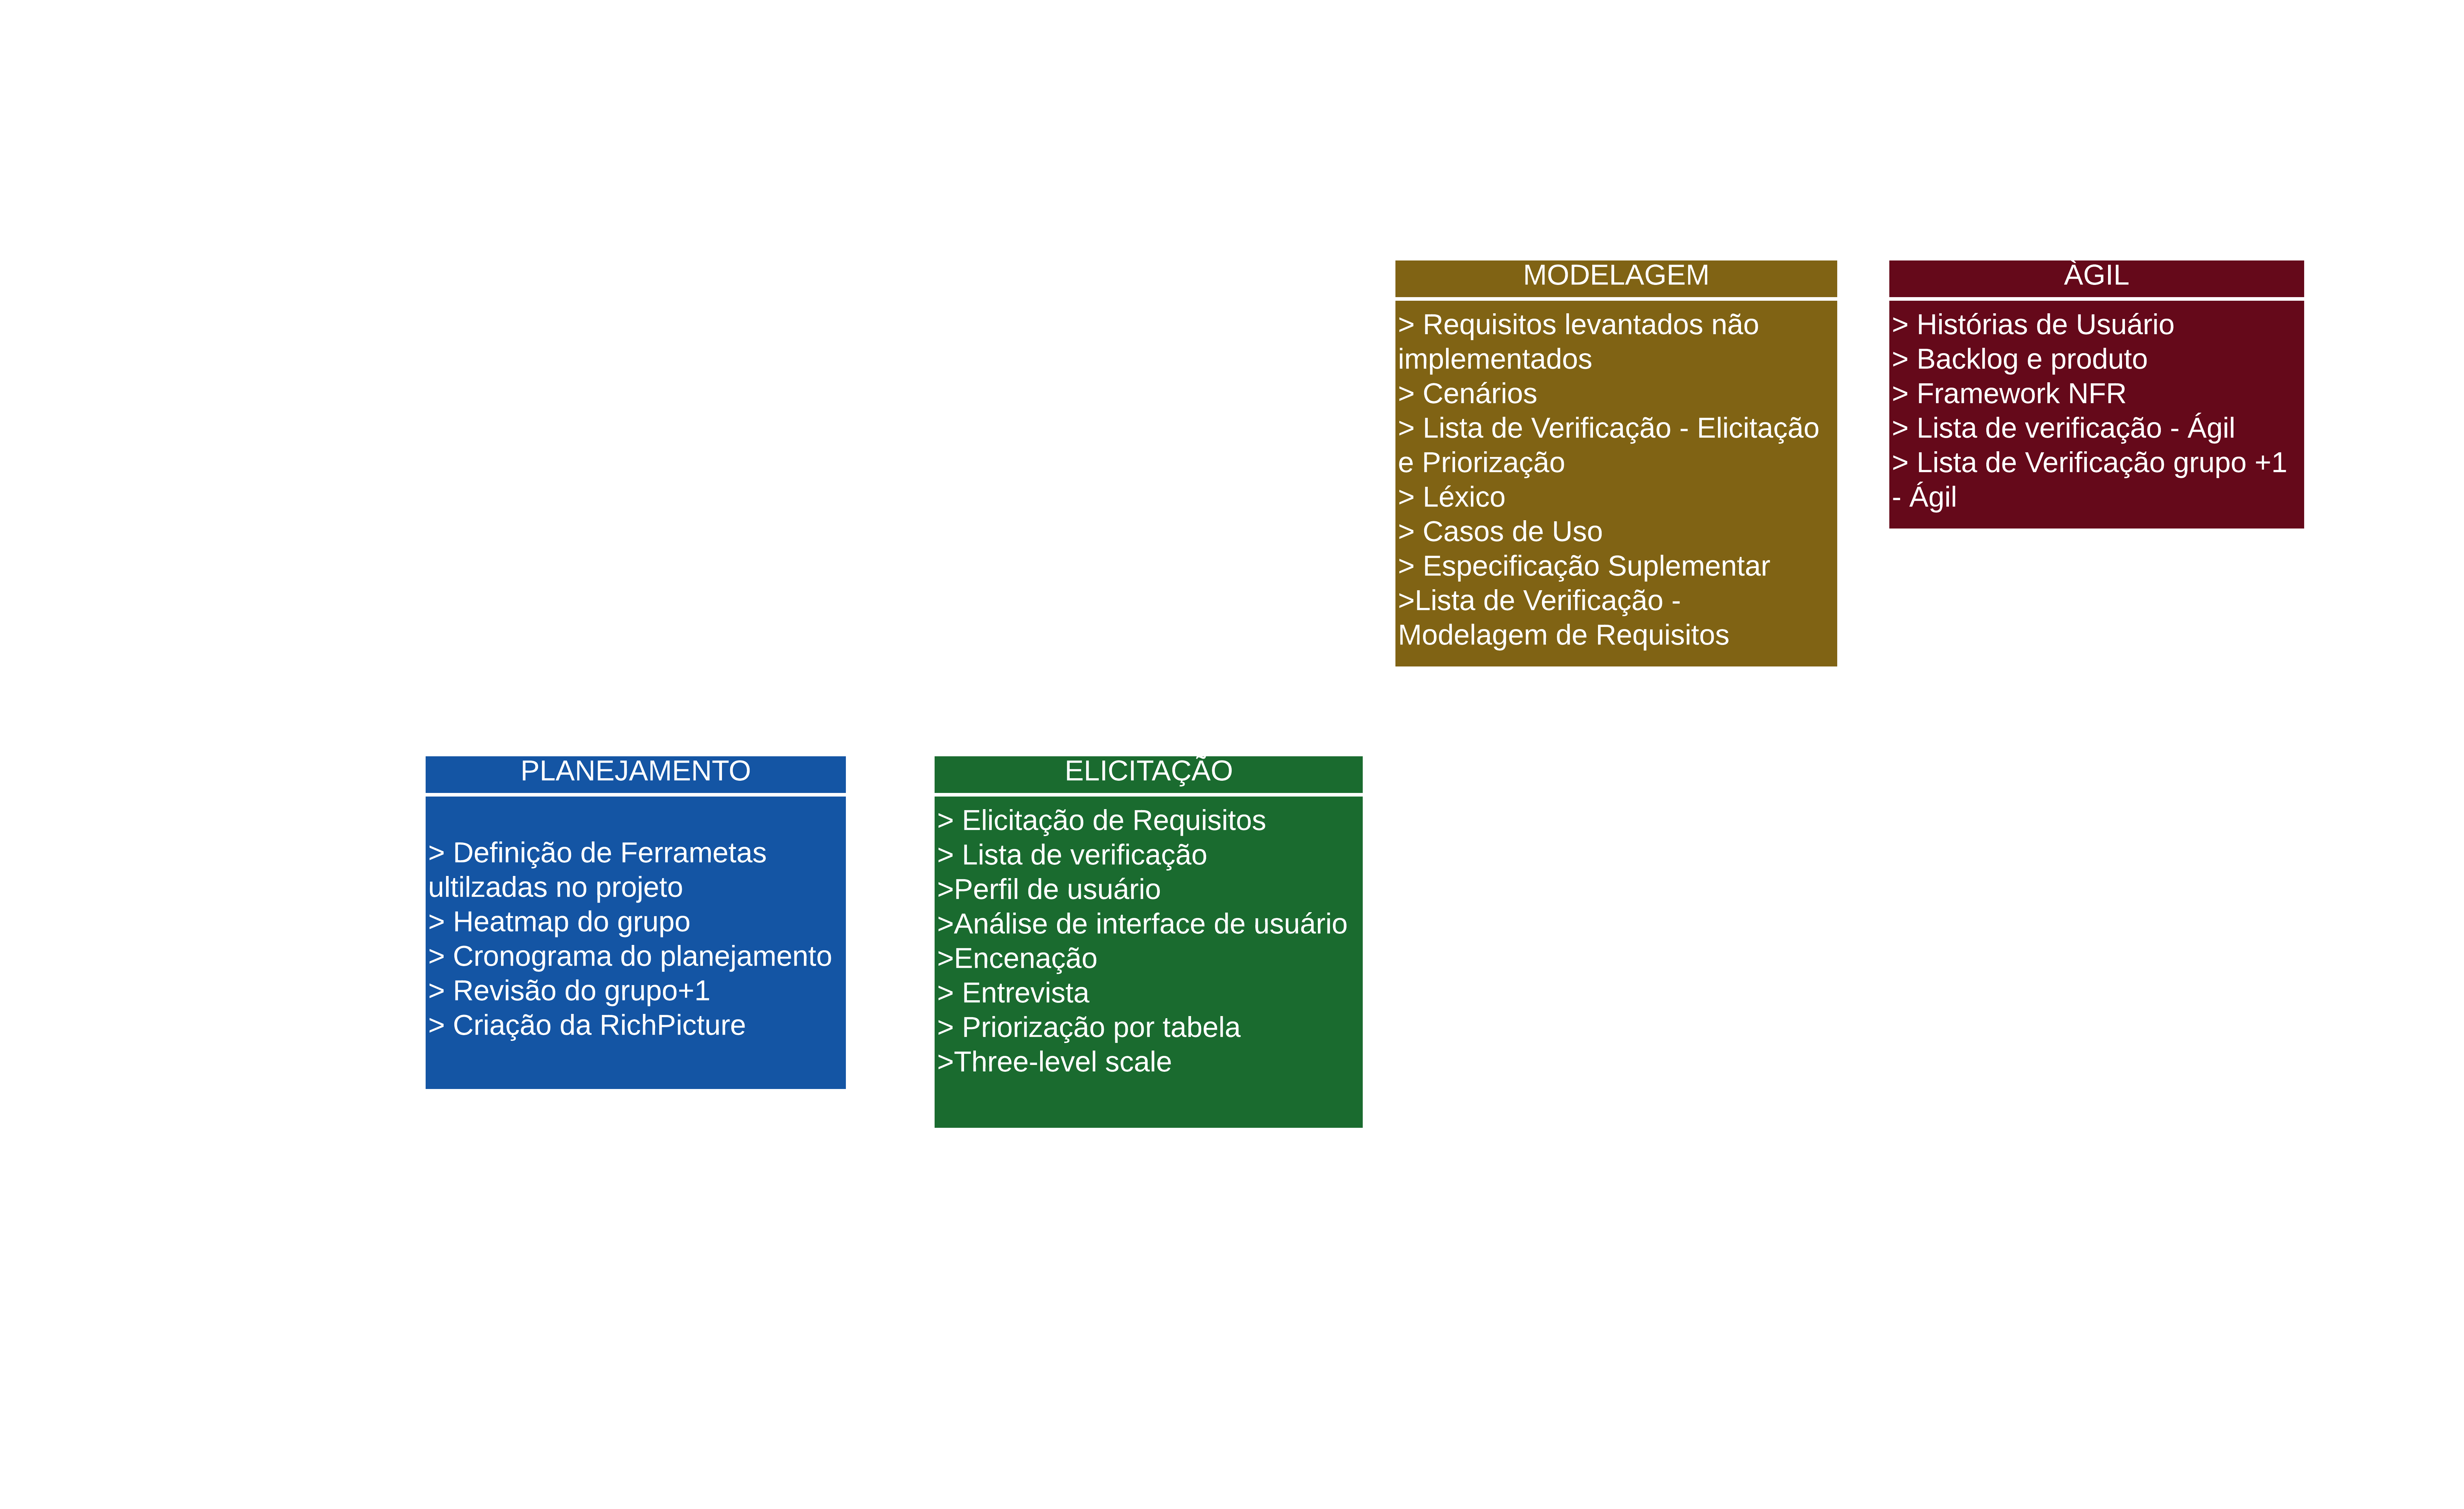 MODELAGEM
> Requisitos levantados não
implementados
> Cenários
> Lista de Verificação - Elicitação
e Priorização
> Léxico
> Casos de Uso
> Especificação Suplementar
>Lista de Verificação -
Modelagem de Requisitos
ÀGIL
> Histórias de Usuário
> Backlog e produto
> Framework NFR
> Lista de verificação - Ágil
> Lista de Verificação grupo +1
- Ágil
PLANEJAMENTO
> Definição de Ferrametas
ultilzadas no projeto
> Heatmap do grupo
> Cronograma do planejamento
> Revisão do grupo+1
> Criação da RichPicture
ELICITAÇÃO
> Elicitação de Requisitos
> Lista de verificação
>Perfil de usuário
>Análise de interface de usuário
>Encenação
> Entrevista
> Priorização por tabela
>Three-level scale